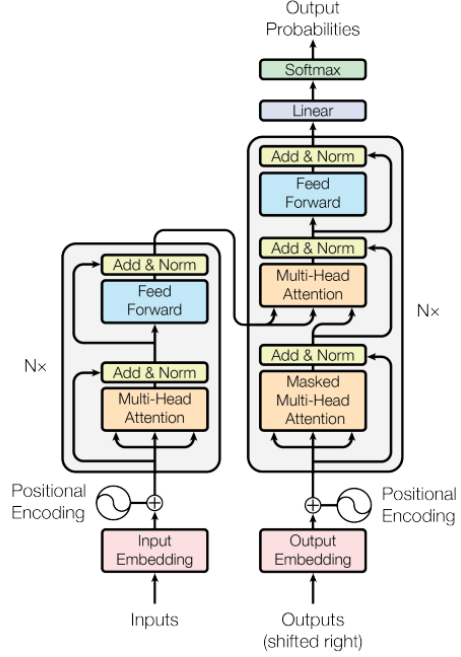 Output
Probabilities
Softmax
Linear
Add & Norm
Feed
Forward
Add & Norm
Multi-Head
Attention
Add & Norm
Masked
Multi-Head
Attention
N×
Positional
Encoding
Output
Embedding
Outputs
(shifted right)
Add & Norm
Feed
Forward
Add & Norm
Multi-Head
Attention
N×
Positional
Encoding
Input
Embedding
Inputs